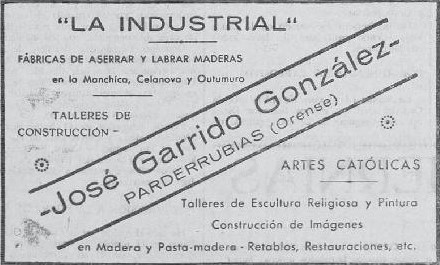 "LA INDUSTRIAL"
FÁBRICAS DE ASERRAR Y LABRAR MADERAS
en la Manchica, Celanova y Outumuro
TALLERES DE
CONSTRUCCIÓN -
-José Garrido González-
PARDERRUBIAS (Orense)
ARTES CATÓLICAS
Talleres de Escultura Religiosa y Pintura
Construcción de Imágenes
en Madera y Pasta-madera - Retablos, Restauraciones, etc.